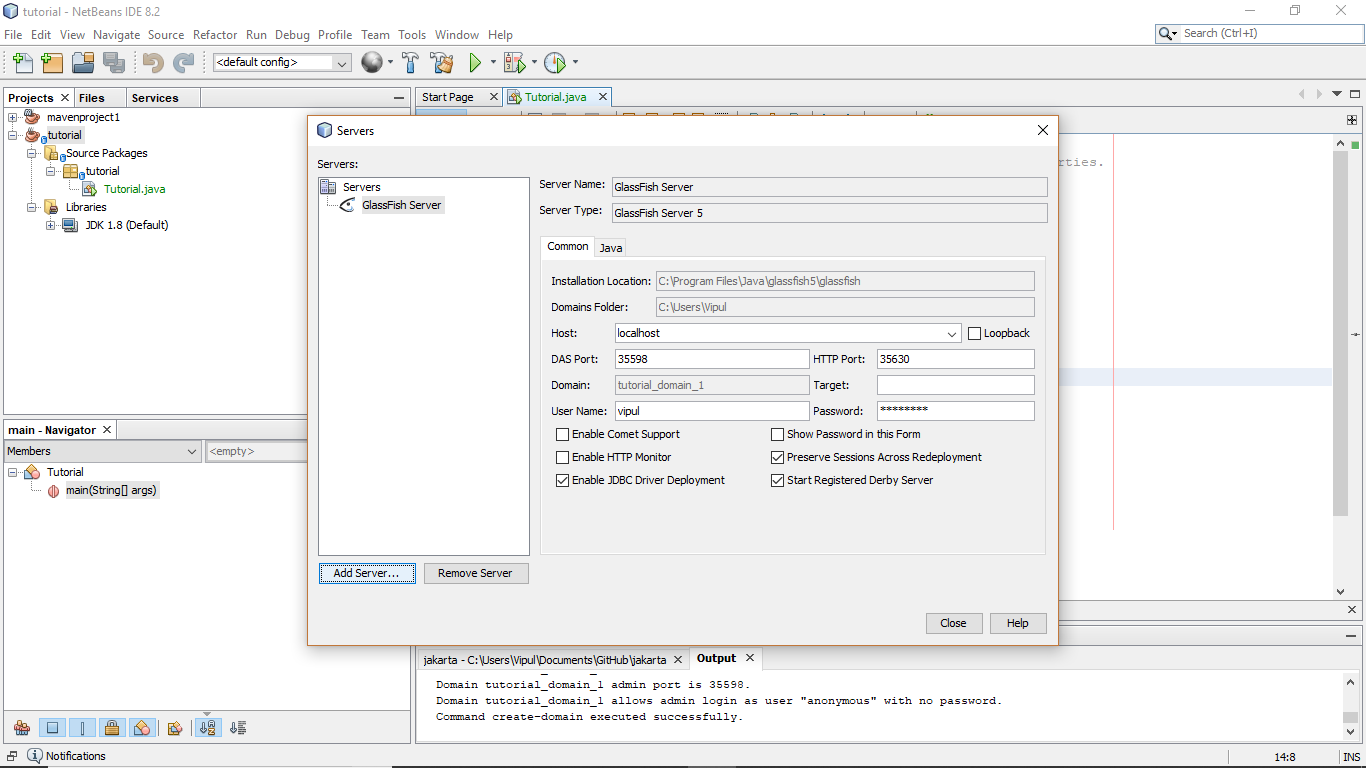 tutorial - NetBeans IDE 8.2
File Edit View Navigate Source Refactor Run Debug Profile Team Tools Window Help
Search (Ctrl+I)
<default config>
Projects Files Services
Start Page Tutorial.java
mavenproject1
tutorial
Source Packages
tutorial
Tutorial.java
Libraries
JDK 1.8 (Default)
rties.
Servers
Servers:
Servers
GlassFish Server
Server Name: GlassFish Server
Server Type: GlassFish Server 5
Common Java
Installation Location: C:\Program Files\Java\glassfish5\glassfish
Domains Folder: C:\Users\Vipul
Host: localhost Loopback
DAS Port: 35598 HTTP Port: 35630
Domain: tutorial_domain_1 Target:
User Name: vipul Password: ********
Enable Comet Support Show Password in this Form
Enable HTTP Monitor Preserve Sessions Across Redeployment
Enable JDBC Driver Deployment Start Registered Derby Server
Add Server... Remove Server
Close Help
main - Navigator
Members <empty>
Tutorial
main(String[] args)
jakarta - C:\Users\Vipul\Documents\GitHub\jakarta Output
Domain tutorial_domain_1 admin port is 35598.
Domain tutorial_domain_1 allows admin login as user "anonymous" with no password.
Command create-domain executed successfully.
Notifications 14:8 INS